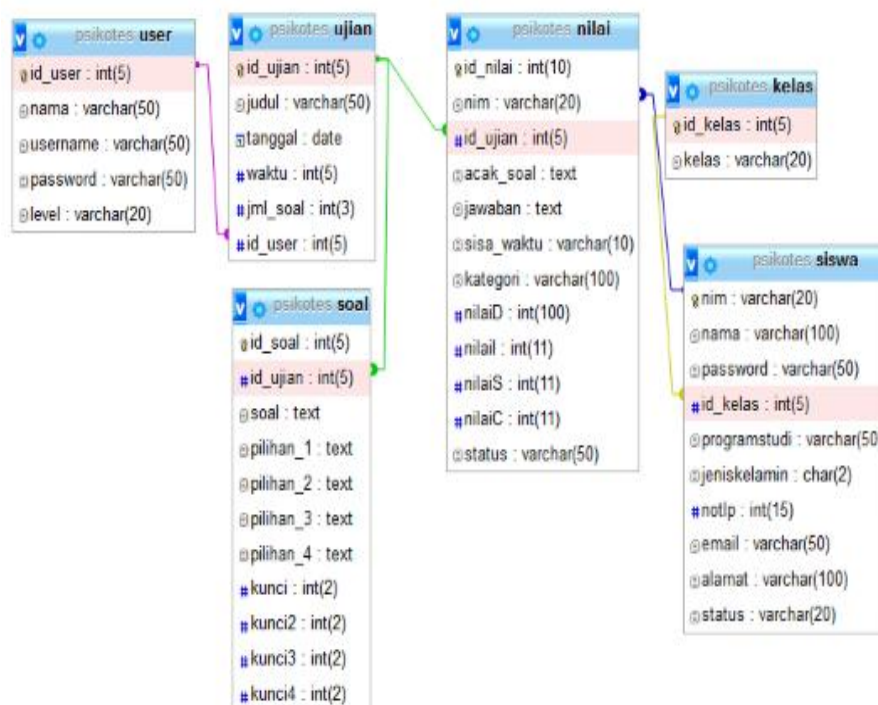 psikotes user
id_user : int(5)
nama : varchar(50)
username : varchar(50)
password : varchar(50)
level : varchar(20)
psikotes ujian
id_ujian : int(5)
judul : varchar(50)
tanggal : date
#waktu : int(5)
#jml_soal : int(3)
#id_user : int(5)
psikotes soal
id_soal : int(5)
#id_ujian : int(5)
soal : text
pilihan_1 : text
pilihan_2 : text
pilihan_3 : text
pilihan_4 : text
#kunci : int(2)
#kunci2 : int(2)
#kunci3 : int(2)
#kunci4 : int(2)
psikotes nilai
id_nilai : int(10)
nim : varchar(20)
#id_ujian : int(5)
acak_soal : text
jawaban : text
sisa_waktu : varchar(10)
kategori : varchar(100)
#nilaiD : int(100)
#nilaiI : int(11)
#nilaiS : int(11)
#nilaiC : int(11)
status : varchar(50)
psikotes kelas
id_kelas : int(5)
kelas : varchar(20)
psikotes siswa
nim : varchar(20)
nama : varchar(100)
password : varchar(50)
#id_kelas : int(5)
programstudi : varchar(50
jeniskelamin : char(2)
#notlp : int(15)
email : varchar(50)
alamat : varchar(100)
status : varchar(20)